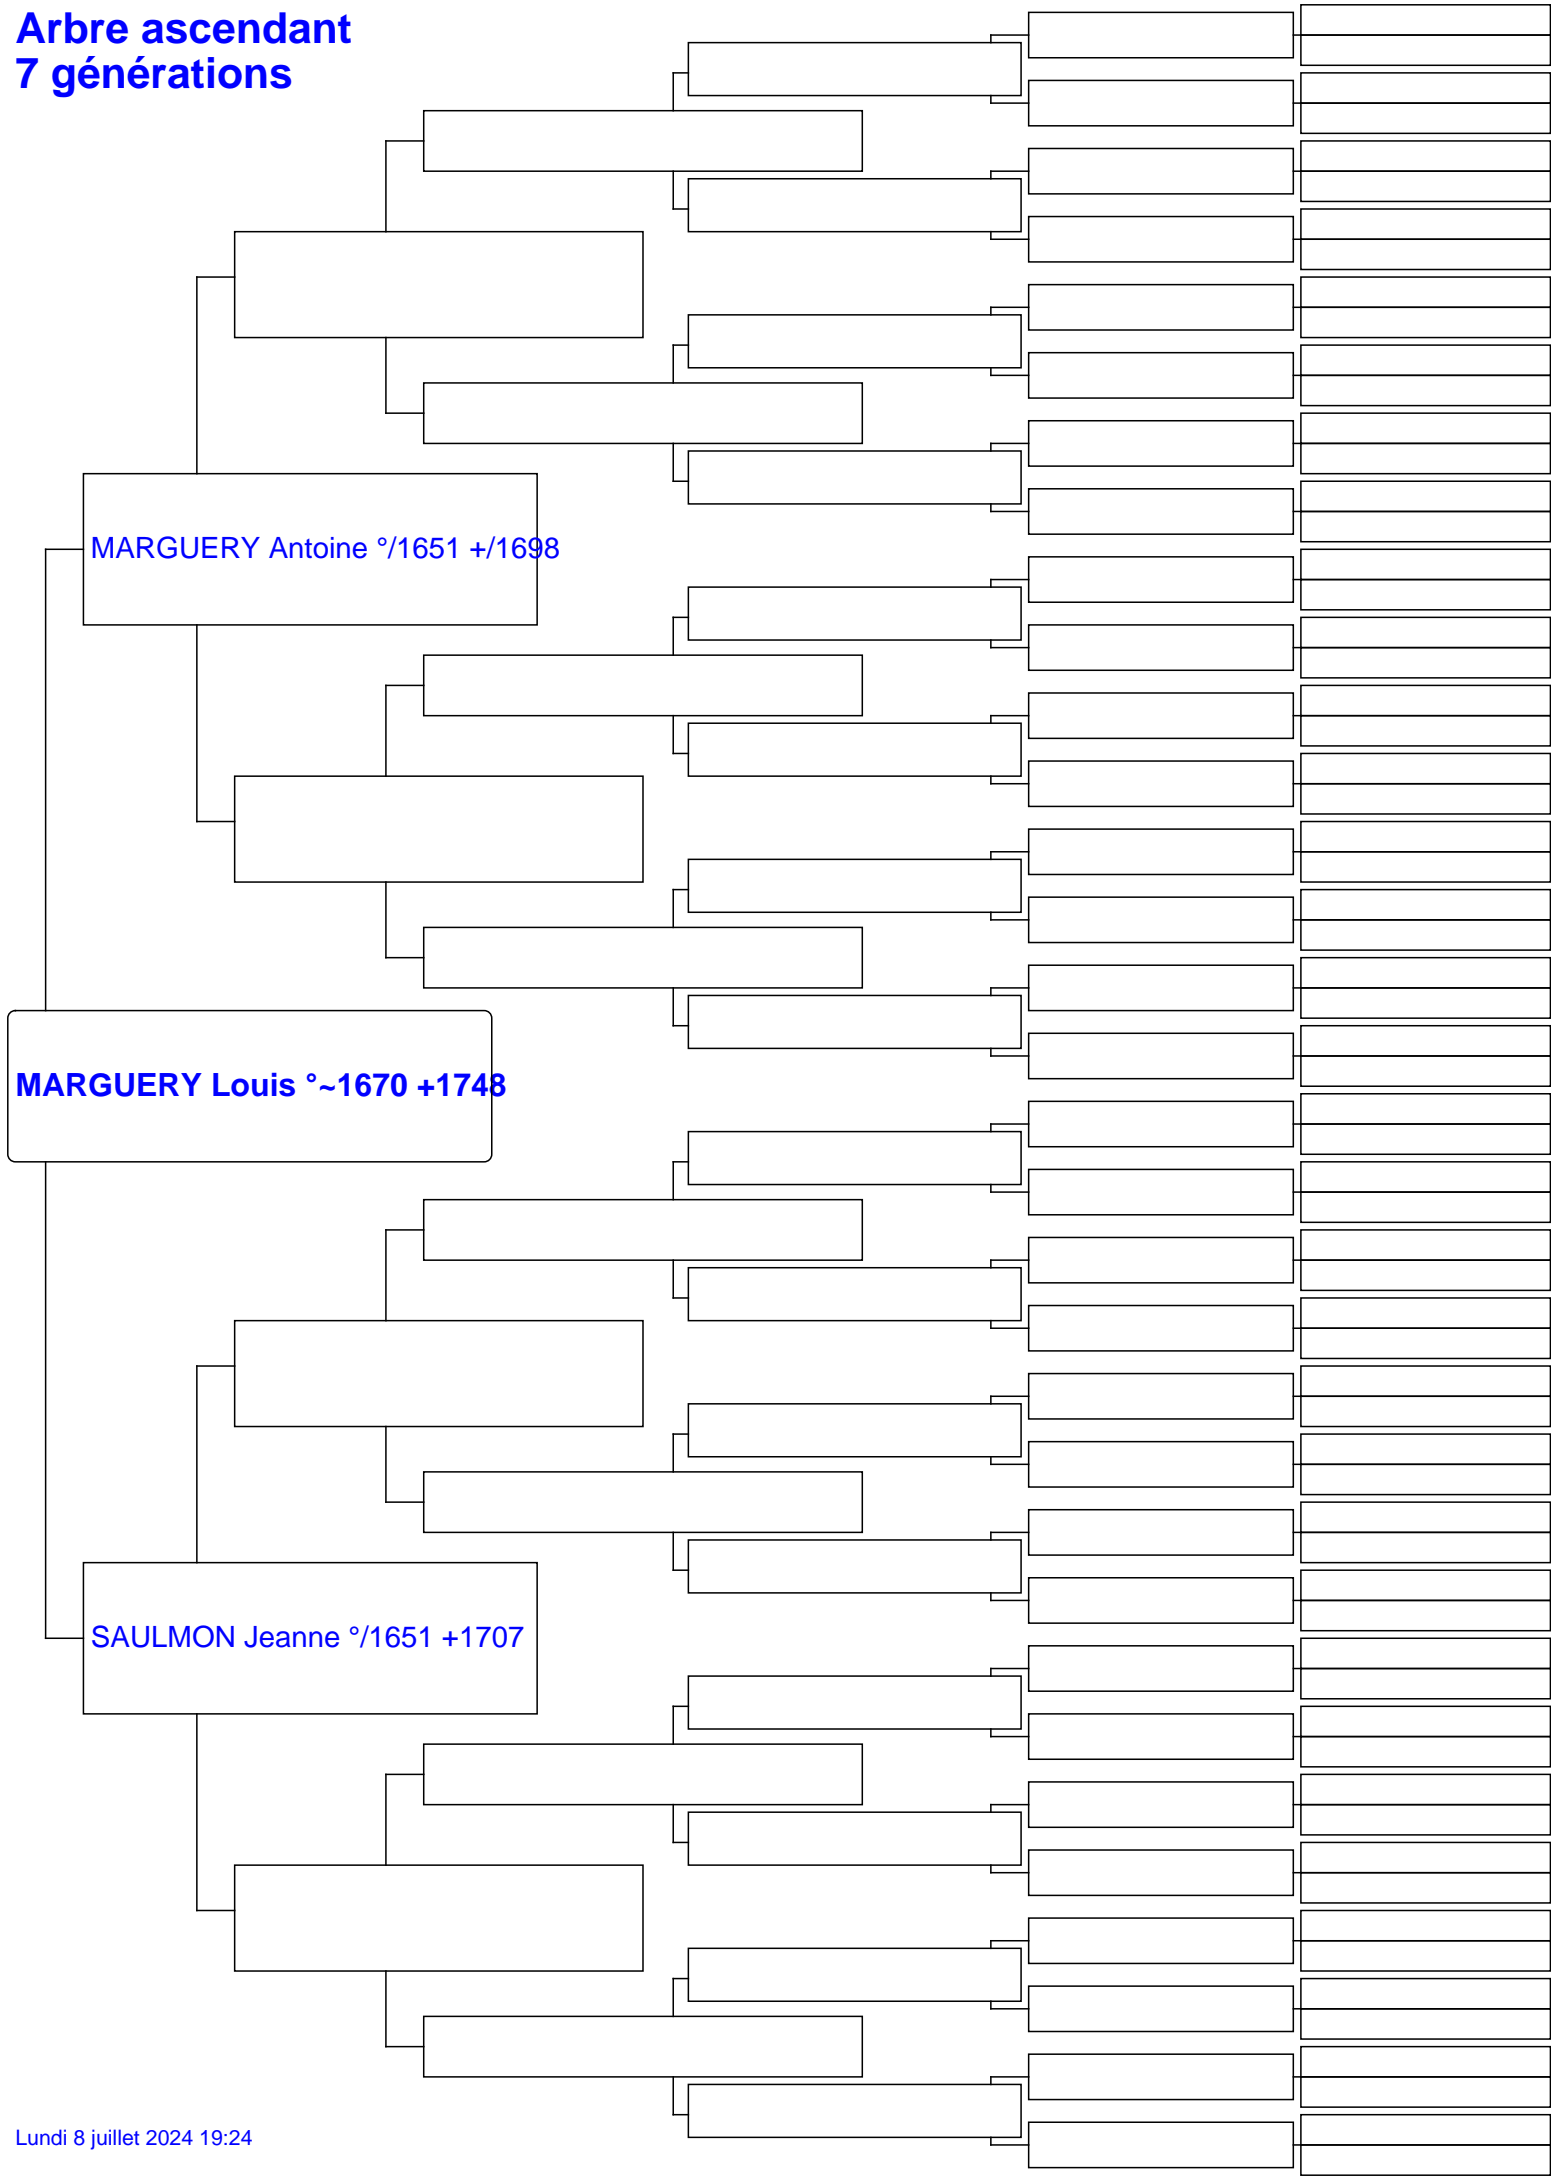 Arbre ascendant
7 générations
MARGUERY Antoine °/1651 +/1698
MARGUERY Louis °~1670 +1748
SAULMON Jeanne °/1651 +1707
Lundi 8 juillet 2024 19:24